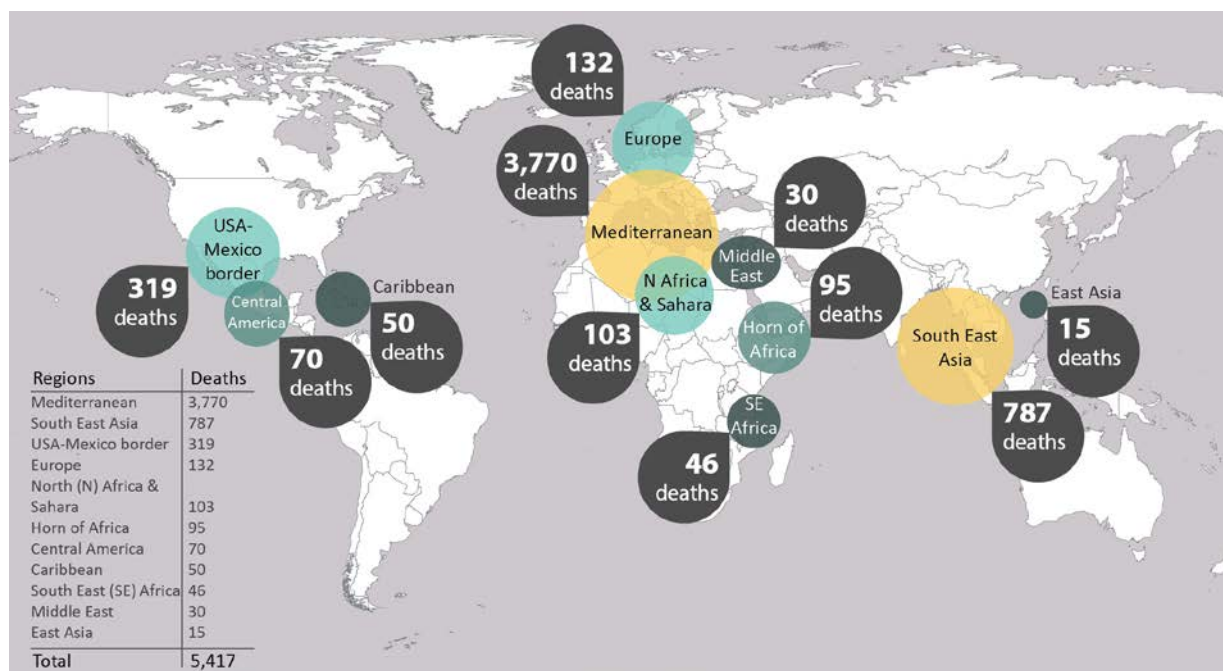 132
deaths
Europe
3,770
deaths
30
deaths
USA-
Mexico
border
Mediterranean
Middle
East
N Africa
& Sahara
319
deaths
Central
America
Caribbean
50
deaths
95
deaths
East Asia
103
deaths
Horn of
Africa
South East
Asia
15
deaths
70
deaths
SE
Africa
46
deaths
787
deaths
Regions Deaths
Mediterranean 3,770
South East Asia 787
USA-Mexico border 319
Europe 132
North (N) Africa &
Sahara 103
Horn of Africa 95
Central America 70
Caribbean 50
South East (SE) Africa 46
Middle East 30
East Asia 15
Total 5,417